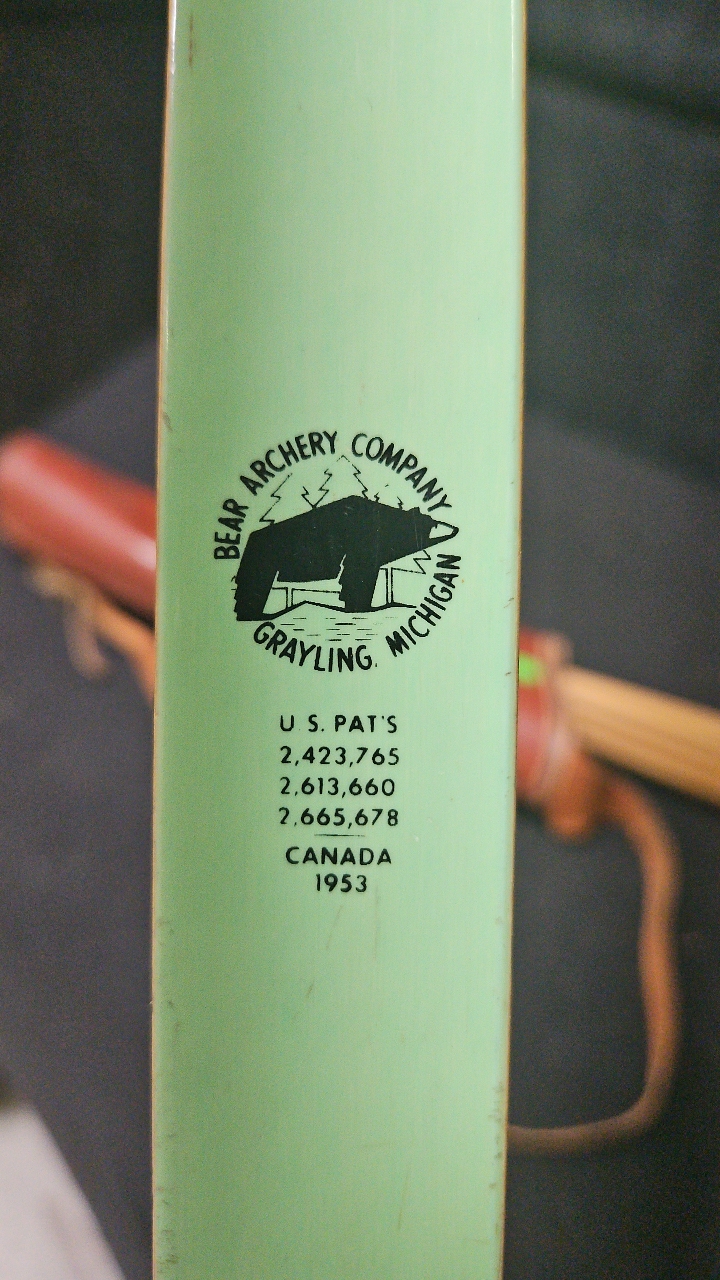 BEAR ARCHERY COMPANY
GRAYLING, MICHIGAN
U.S. PAT'S
2,423,765
2,613,660
2,665,678
CANADA
1953